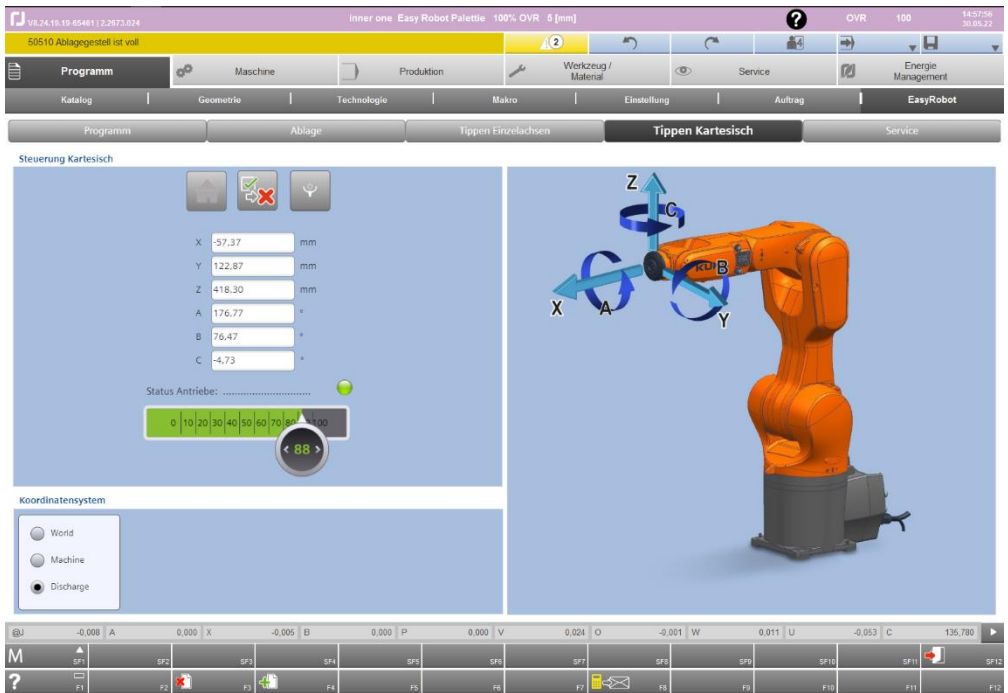 V8.24.19.19-65461 | 2.2673.024
Inner one Easy Robot Palettie 100% OVR 5 [mm]
?
OVR 100
14:57:56
30.05.22
50510 Ablagegestell ist voll
2
4
Programm
Maschine
Produktion
Werkzeug /
Material
Service
Energie
Management
Katalog
Geometrie
Technologie
Makro
Einstellung
Auftrag
EasyRobot
Programm
Ablage
Tippen Einzelachsen
Tippen Kartesisch
Service
Steuerung Kartesisch
X -57,37 mm
Y 122,87 mm
Z 418,30 mm
A 176,77 °
B 76,47 °
C -4,73 °
Status Antriebe: ..............................
0 10 20 30 40 50 60 70 80 100
< 88 >
Z
C
B
X
A
Y
Koordinatensystem
World
Machine
Discharge
@J -0,008 A 0,000 X -0,005 B 0,000 P 0,000 V 0,024 O -0,001 W 0,011 U -0,053 C 135,780
M SF1 SF2 SF3 SF4 SF5 SF6 SF7 SF8 SF9 SF10 SF11 SF12
? F1 F2 F3 F4 F5 F6 F7 F8 F9 F10 F11 F12